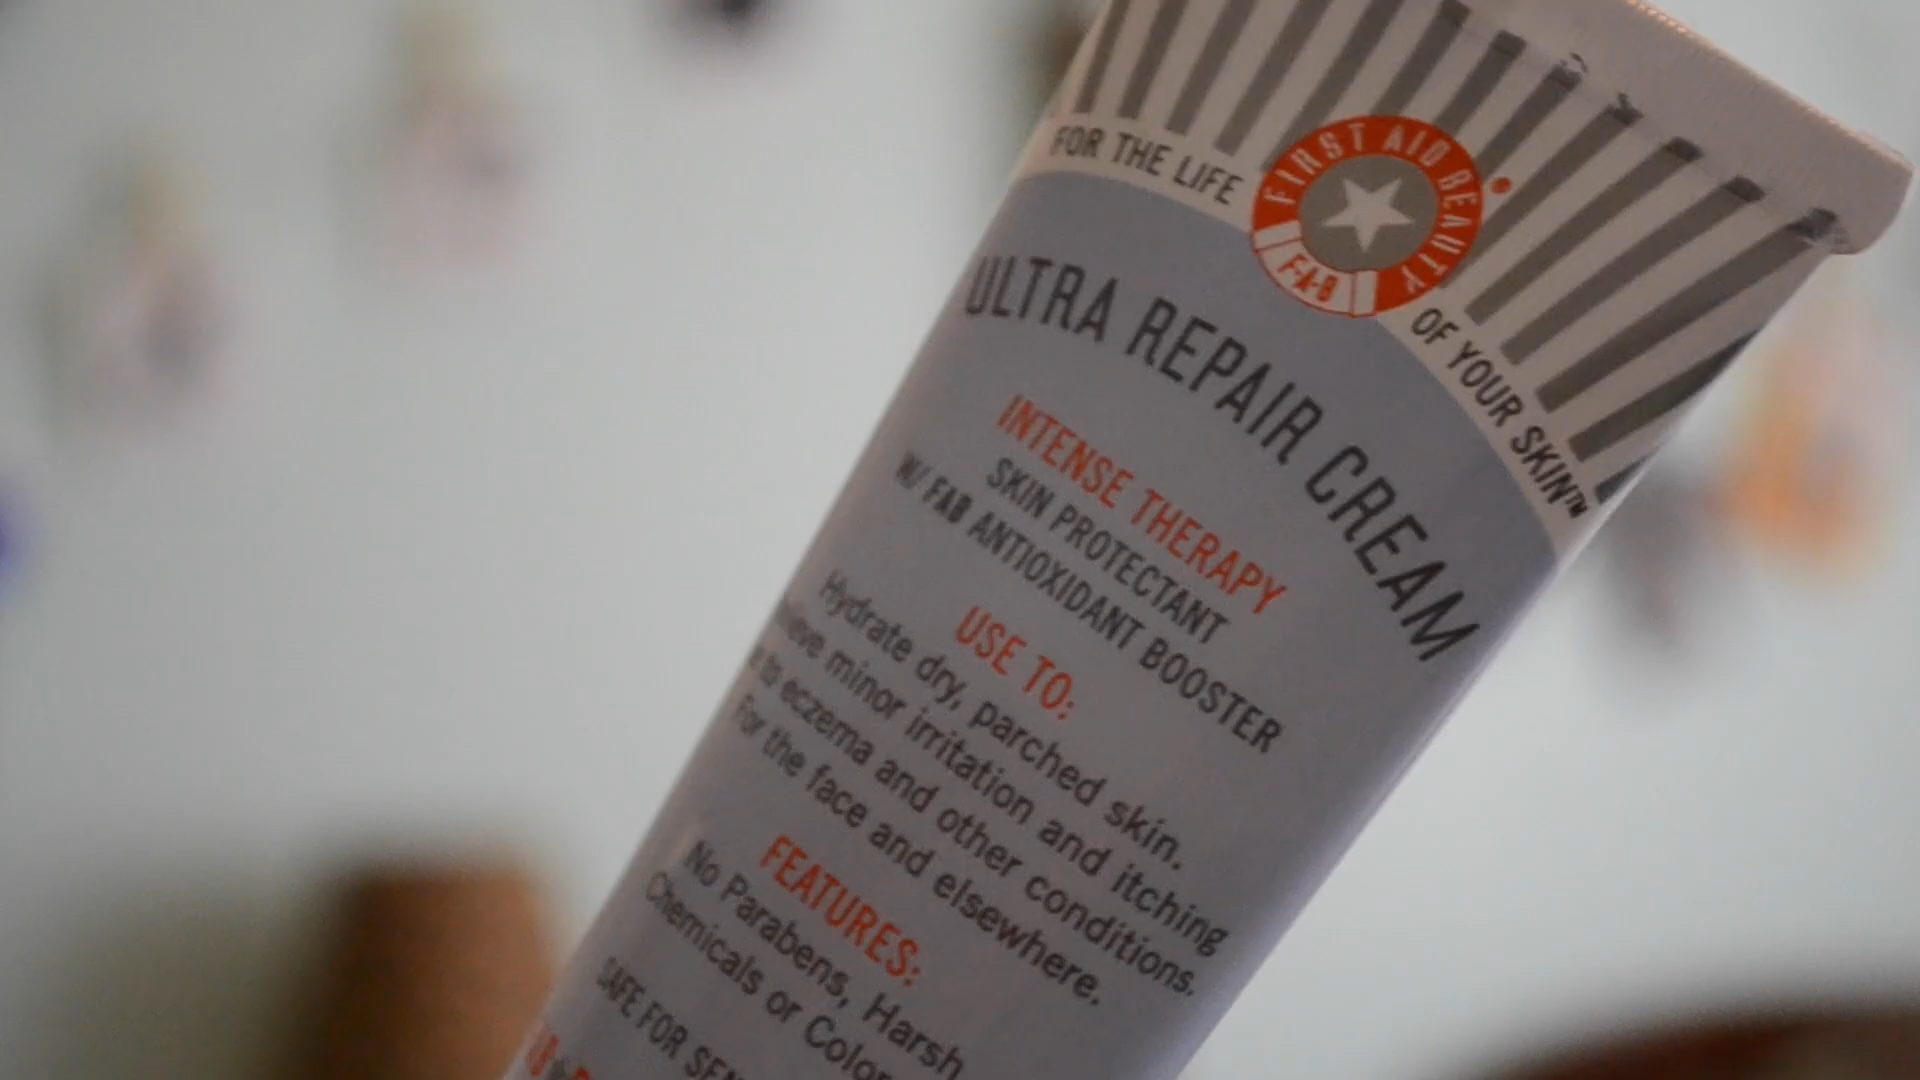 FOR THE LIFE
FIRST AID BEAUTY
FAB
OF YOUR SKIN™
ULTRA REPAIR CREAM
INTENSE THERAPY
SKIN PROTECTANT
W/ FAB ANTIOXIDANT BOOSTER
USE TO:
Hydrate dry, parched skin.
minor irritation and itching
to eczema and other conditions.
For the face and elsewhere.
FEATURES:
No Parabens, Harsh
Chemicals or
SAFE FOR